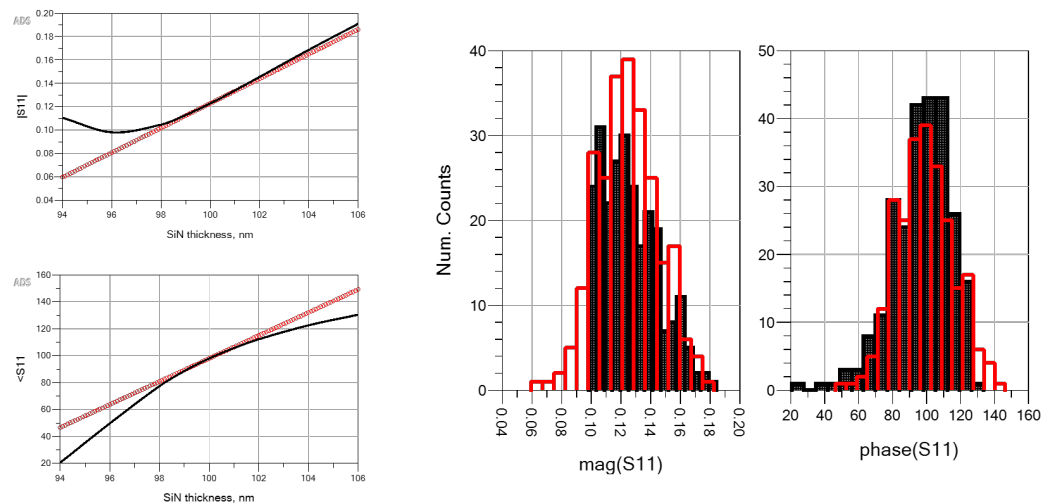 ADS
0.20
0.18
0.16
0.14
0.12
0.10
0.08
0.06
0.04
|S11|
94 96 98 100 102 104 106
SiN thickness, nm
ADS
160
140
120
100
80
60
40
20
<S11
94 96 98 100 102 104 106
SiN thickness, nm
40
30
20
10
0
Num. Counts
0.04 0.06 0.08 0.10 0.12 0.14 0.16 0.18 0.20
mag(S11)
50
40
30
20
10
0
20 40 60 80 100 120 140 160
phase(S11)